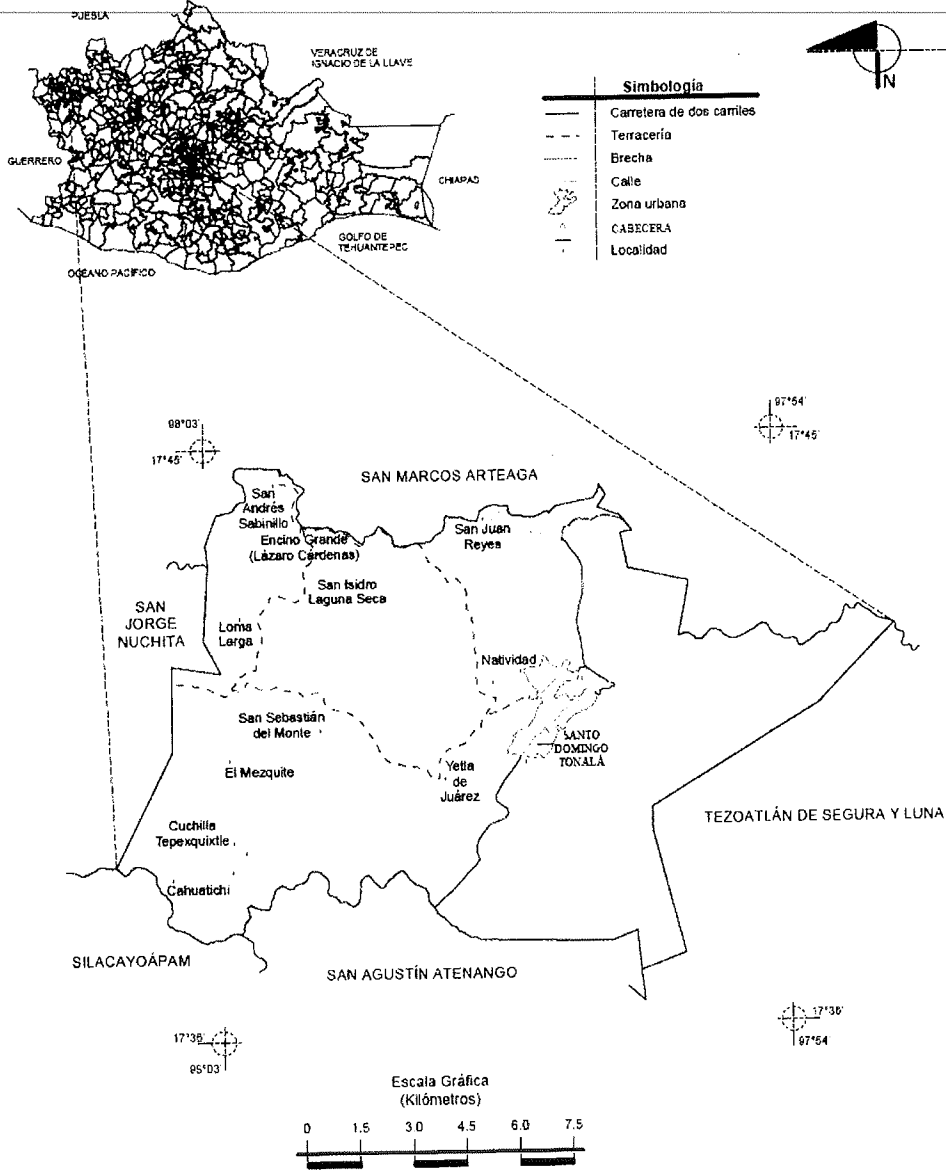 PUEBLA
VERACRUZ DE
IGNACIO DE LA LLAVE
GUERRERO
CHIAPAS
GOLFO DE
TEHUANTEPEC
OCEANO PACIFICO
N
Simbología
Carretera de dos carriles
Terracería
Brecha
Calle
Zona urbana
CABECERA
Localidad
98°03'
17°45'
97°54'
17°45'
SAN MARCOS ARTEAGA
San
Andrés
Sabinillo
Encino Grande
(Lázaro Cárdenas)
San Juan
Reyes
San Isidro
Laguna Seca
SAN
JORGE
NUCHITA
Loma
Larga
Natividad
San Sebastián
del Monte
SANTO
DOMINGO
TONALÁ
El Mezquite
Yetla
de
Juárez
TEZOATLÁN DE SEGURA Y LUNA
Cuchilla
Tepexquixtle
Cahuatichi
SILACAYOÁPAM
SAN AGUSTÍN ATENANGO
17°36'
98°03'
17°36'
97°54'
Escala Gráfica
(Kilómetros)
0 1.5 3.0 4.5 6.0 7.5